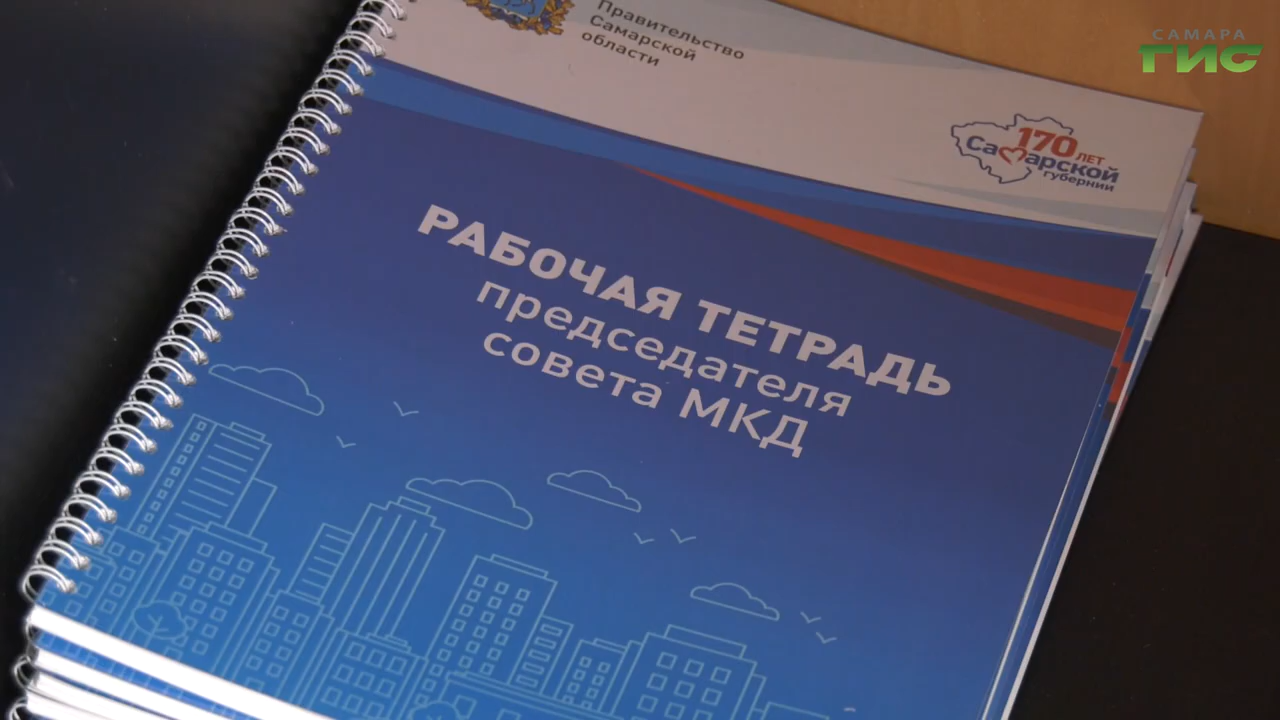 Правительство
Самарской
области
САМАРА
ГИС
170 ЛЕТ
Самарской
губернии
РАБОЧАЯ ТЕТРАДЬ
председателя
совета МКД